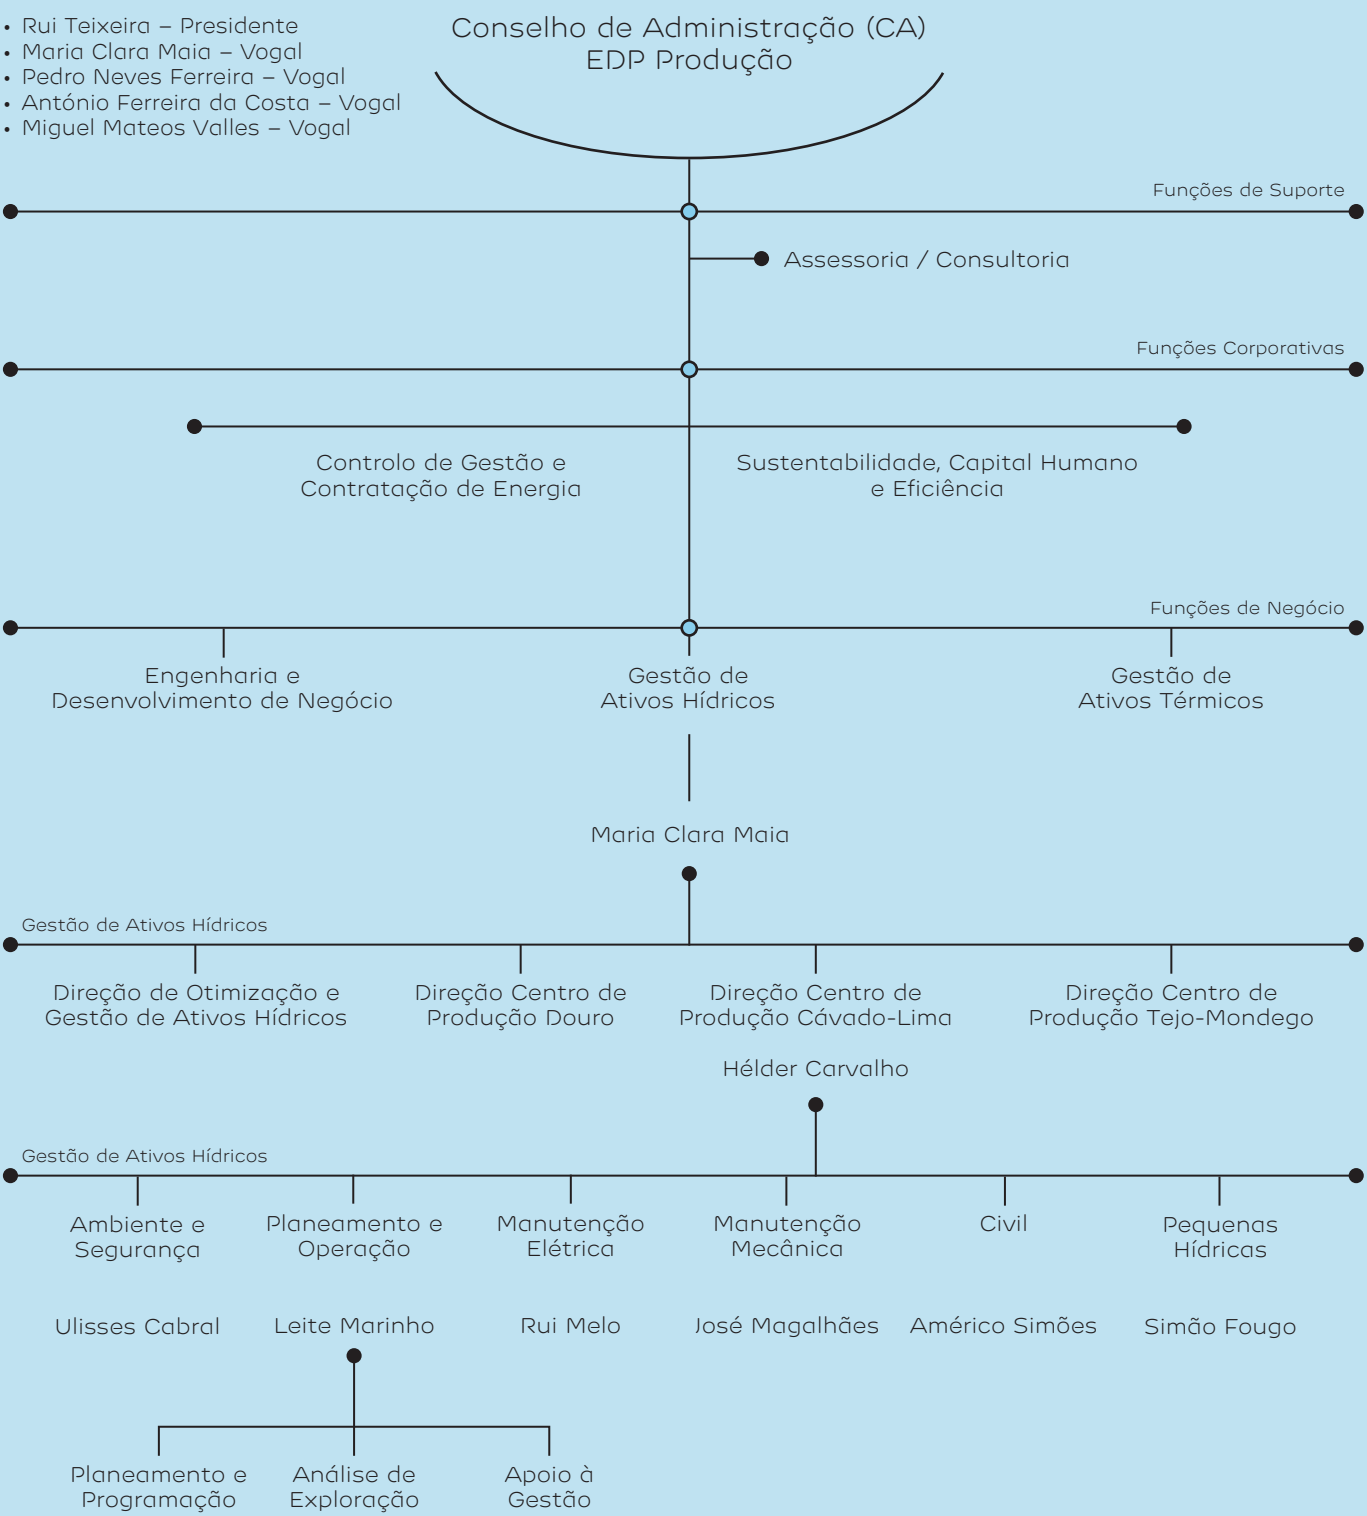 • Rui Teixeira – Presidente
• Maria Clara Maia – Vogal
• Pedro Neves Ferreira – Vogal
• António Ferreira da Costa – Vogal
• Miguel Mateos Valles – Vogal
Conselho de Administração (CA)
EDP Produção
Funções de Suporte
Assessoria / Consultoria
Funções Corporativas
Controlo de Gestão e
Contratação de Energia
Sustentabilidade, Capital Humano
e Eficiência
Funções de Negócio
Engenharia e
Desenvolvimento de Negócio
Gestão de
Ativos Hídricos
Gestão de
Ativos Térmicos
Maria Clara Maia
Gestão de Ativos Hídricos
Direção de Otimização e
Gestão de Ativos Hídricos
Direção Centro de
Produção Douro
Direção Centro de
Produção Cávado-Lima
Direção Centro de
Produção Tejo-Mondego
Hélder Carvalho
Gestão de Ativos Hídricos
Ambiente e
Segurança
Planeamento e
Operação
Manutenção
Elétrica
Manutenção
Mecânica
Civil
Pequenas
Hídricas
Ulisses Cabral
Leite Marinho
Rui Melo
José Magalhães
Américo Simões
Simão Fougo
Planeamento e
Programação
Análise de
Exploração
Apoio à
Gestão